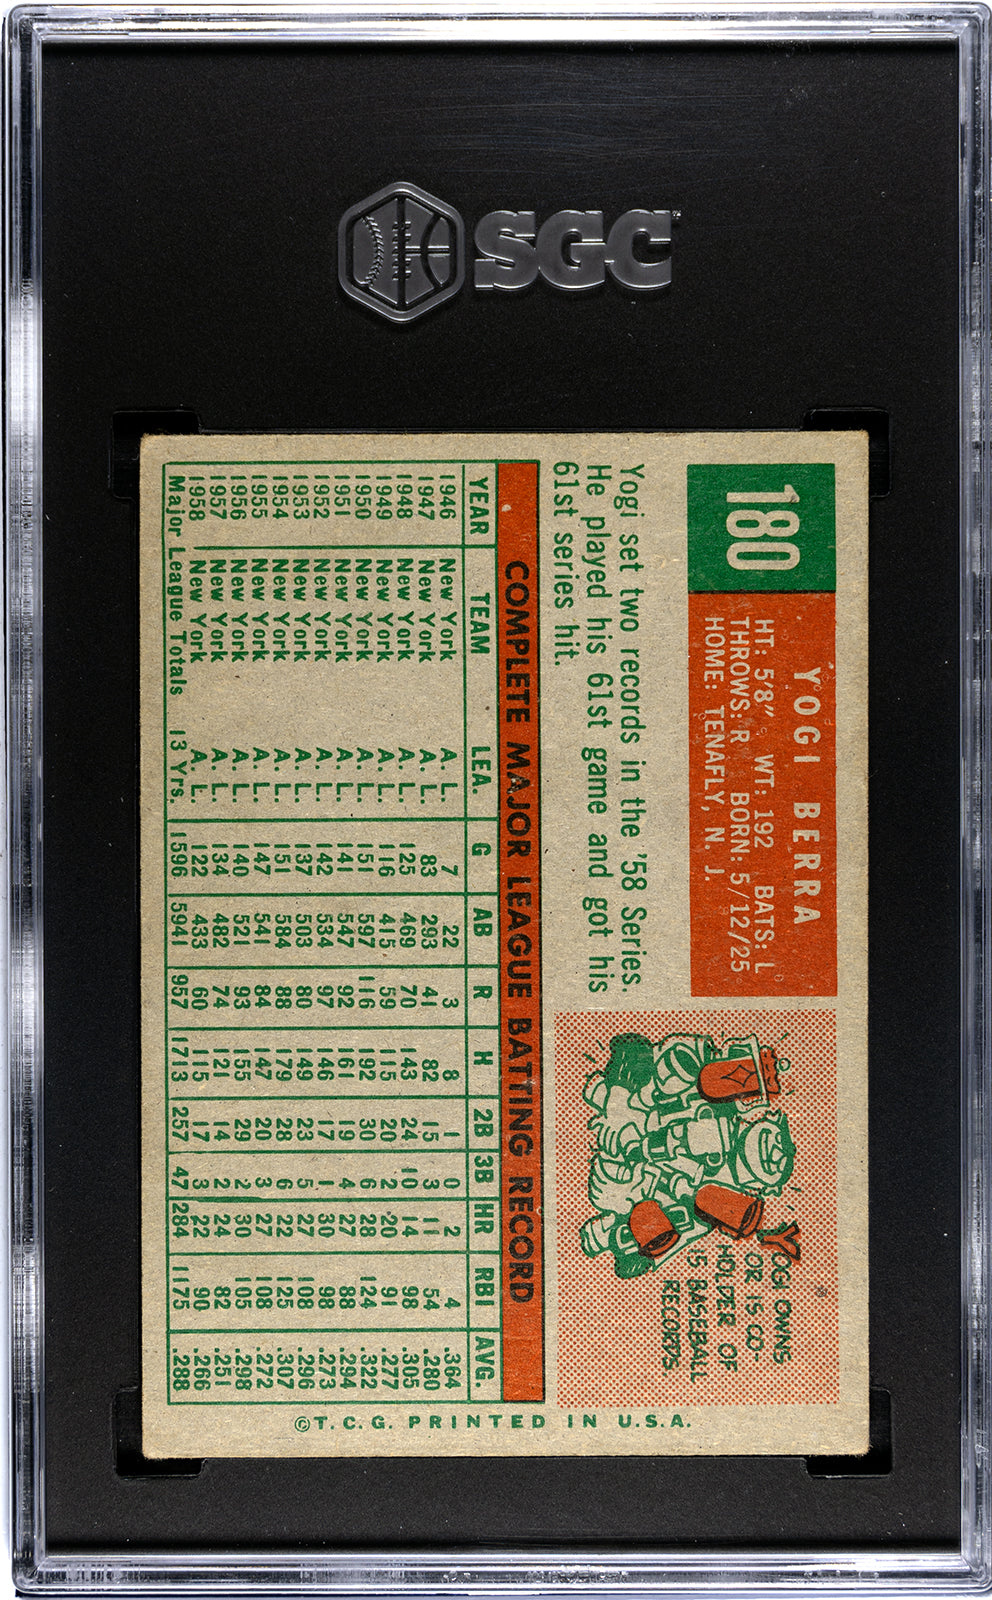 SGC
180
YOGI BERRA
HT: 5'8" WT: 192 BATS: L
THROWS: R BORN: 5/12/25
HOME: TENAFLY, N. J.
Yogi set two records in the '58 Series.
He played his 61st game and got his
61st series hit.
YOGI OWNS
OR IS CO-
HOLDER OF
15 BASEBALL
RECORDS.
COMPLETE MAJOR LEAGUE BATTING RECORD
YEAR TEAM LEA. G AB R H 2B 3B HR RBI AVG.
1946 New York A. L. 7 22 3 8 1 0 2 4 .364
1947 New York A. L. 83 293 41 82 15 3 11 54 .280
1948 New York A. L. 125 469 70 143 24 10 14 98 .305
1949 New York A. L. 116 415 59 115 20 2 20 91 .277
1950 New York A. L. 151 597 116 192 30 6 28 124 .322
1951 New York A. L. 141 547 92 161 19 4 27 88 .294
1952 New York A. L. 142 534 97 146 17 1 30 98 .273
1953 New York A. L. 137 503 80 149 23 5 27 108 .296
1954 New York A. L. 151 584 88 179 28 6 22 125 .307
1955 New York A. L. 147 541 84 147 20 3 27 108 .272
1956 New York A. L. 140 521 93 155 29 2 30 105 .298
1957 New York A. L. 134 482 74 121 14 2 24 82 .251
1958 New York A. L. 122 433 60 115 17 3 22 90 .266
Major League Totals 13 Yrs. 1596 5941 957 1713 257 47 284 1175 .288
©T.C.G. PRINTED IN U.S.A.